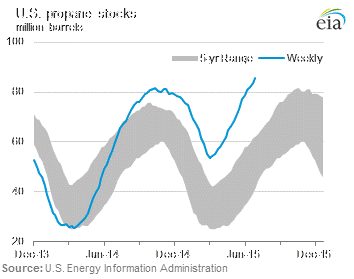 U.S. propane stocks
million barrels
eia
100
5-yr Range
Weekly
80
60
40
20
Dec-13
Jun-14
Dec-14
Jun-15
Dec-15
Source: U.S. Energy Information Administration